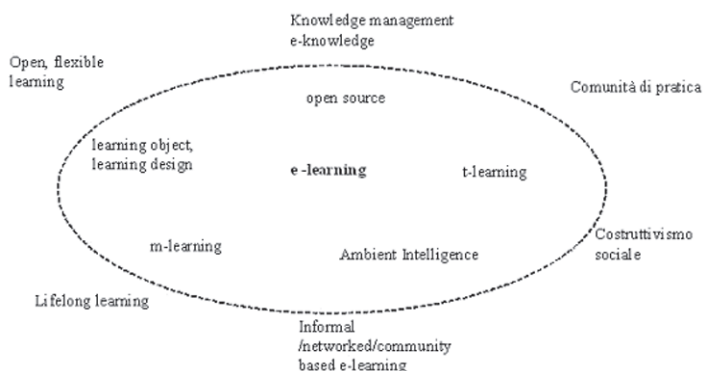 Knowledge management
e-knowledge
Open, flexible
learning
Comunità di pratica
open source
learning object,
learning design
e-learning
t-learning
Costruttivismo
sociale
m-learning
Ambient Intelligence
Lifelong learning
Informal
/networked/community
based e-learning